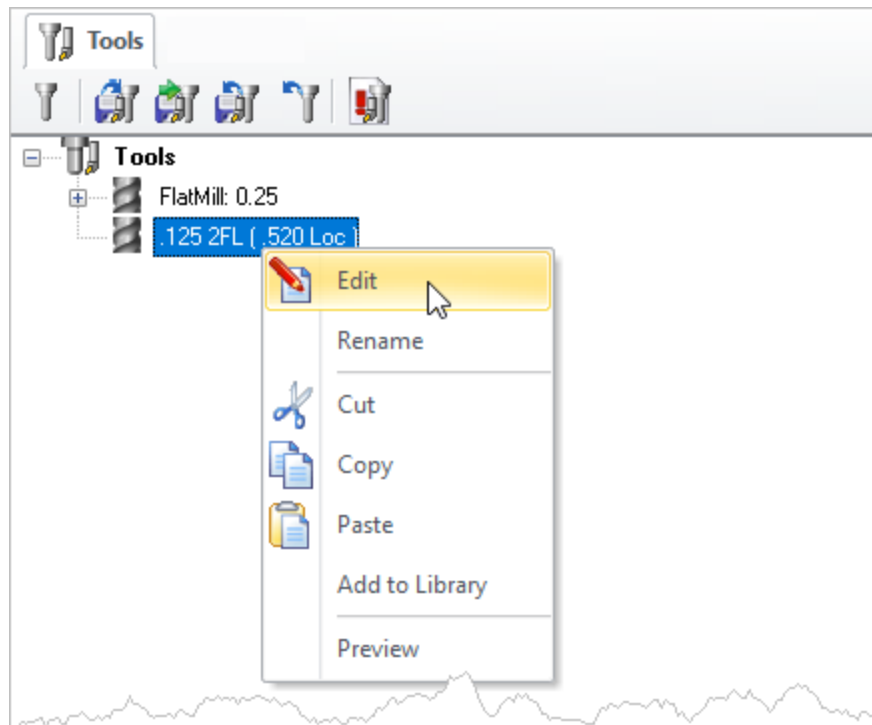 Tools
Tools
FlatMill: 0.25
.125 2FL ( .520 Loc )
Edit
Rename
Cut
Copy
Paste
Add to Library
Preview